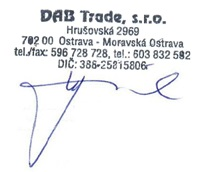 DAB Trade, s.r.o.
Hrušovská 2969
702 00 Ostrava - Moravská Ostrava
tel./fax: 596 728 728, tel.: 603 832 582
DIČ: 388-25815806